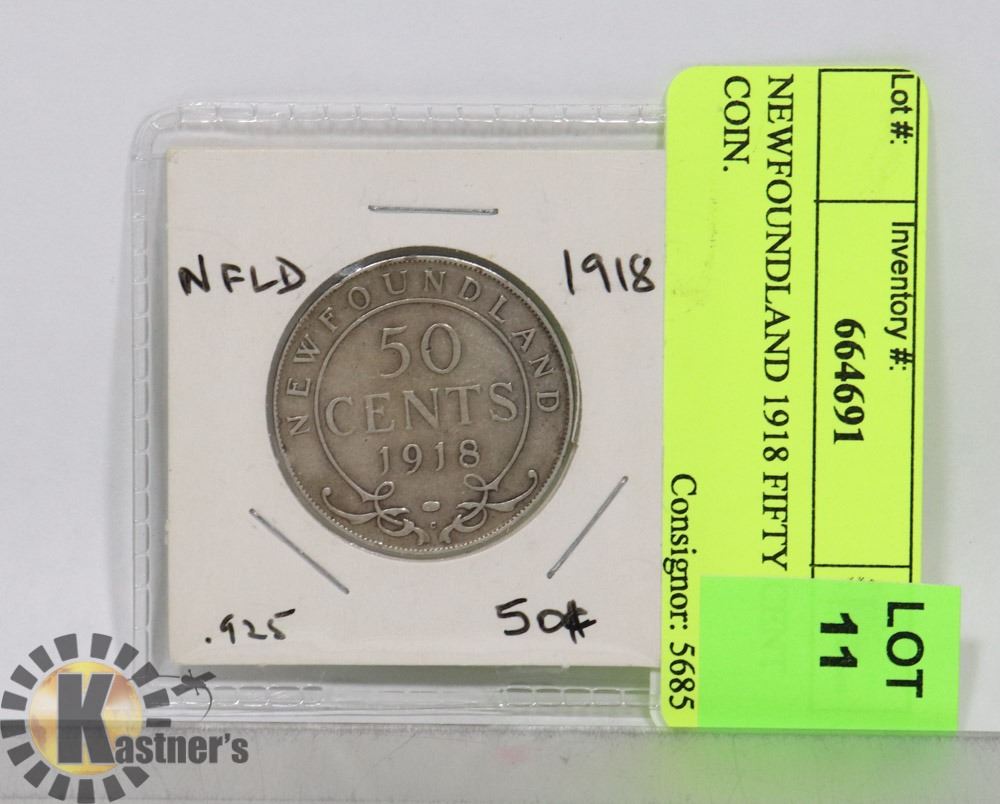 NFLD
1918
NEWFOUNDLAND
50
CENTS
1918
C
.925
50¢
Lot #:
Inventory #:
664691
NEWFOUNDLAND 1918 FIFTY CENT
COIN.
Consignor: 5685
LOT
11
KASTNER'S